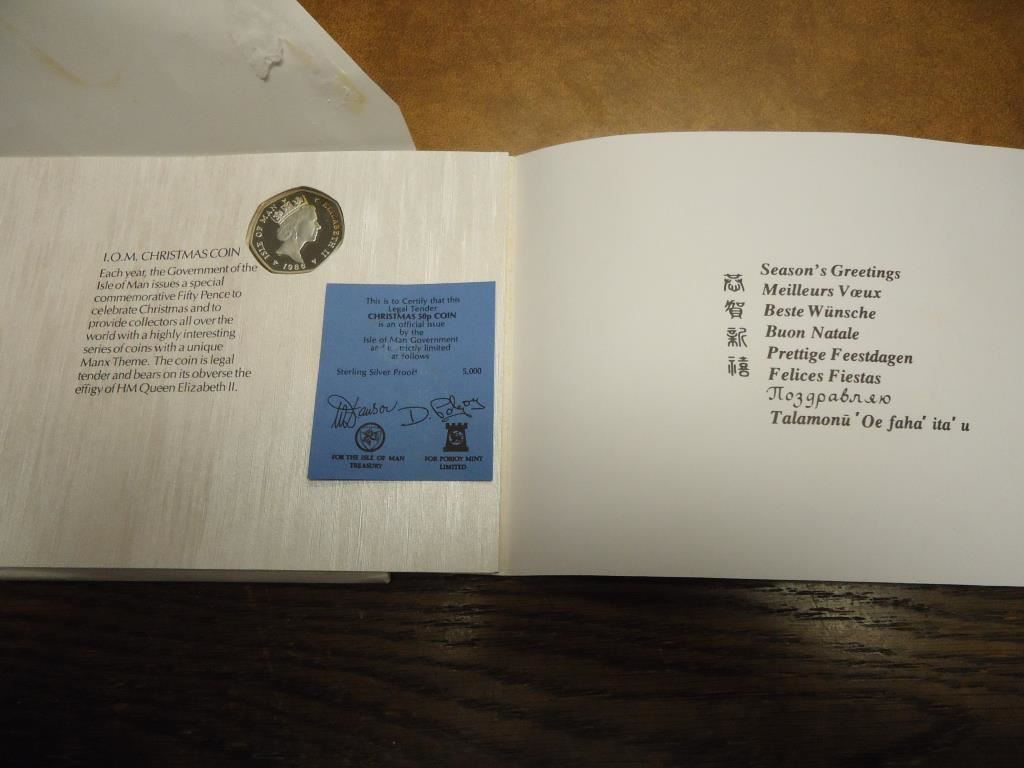 I.O.M. CHRISTMAS COIN
Each year, the Government of the
Isle of Man issues a special
commemorative Fifty Pence to
celebrate Christmas and to
provide collectors all over the
world with a highly interesting
series of coins with a unique
Manx Theme. The coin is legal
tender and bears on its obverse the
effigy of HM Queen Elizabeth II.
ISLE OF MAN
ELIZABETH II
1986
This is to Certify that this
Legal Tender
CHRISTMAS 50p COIN
is an official issue
by the
Isle of Man Government
strictly limited
as follows
Sterling Silver Proof 5,000
FOR THE ISLE OF MAN
TREASURY
FOR POBJOY MINT
LIMITED
恭賀新禧
Season's Greetings
Meilleurs Vœux
Beste Wünsche
Buon Natale
Prettige Feestdagen
Felices Fiestas
Поздравляю
Talamonū 'Oe faha' ita' u